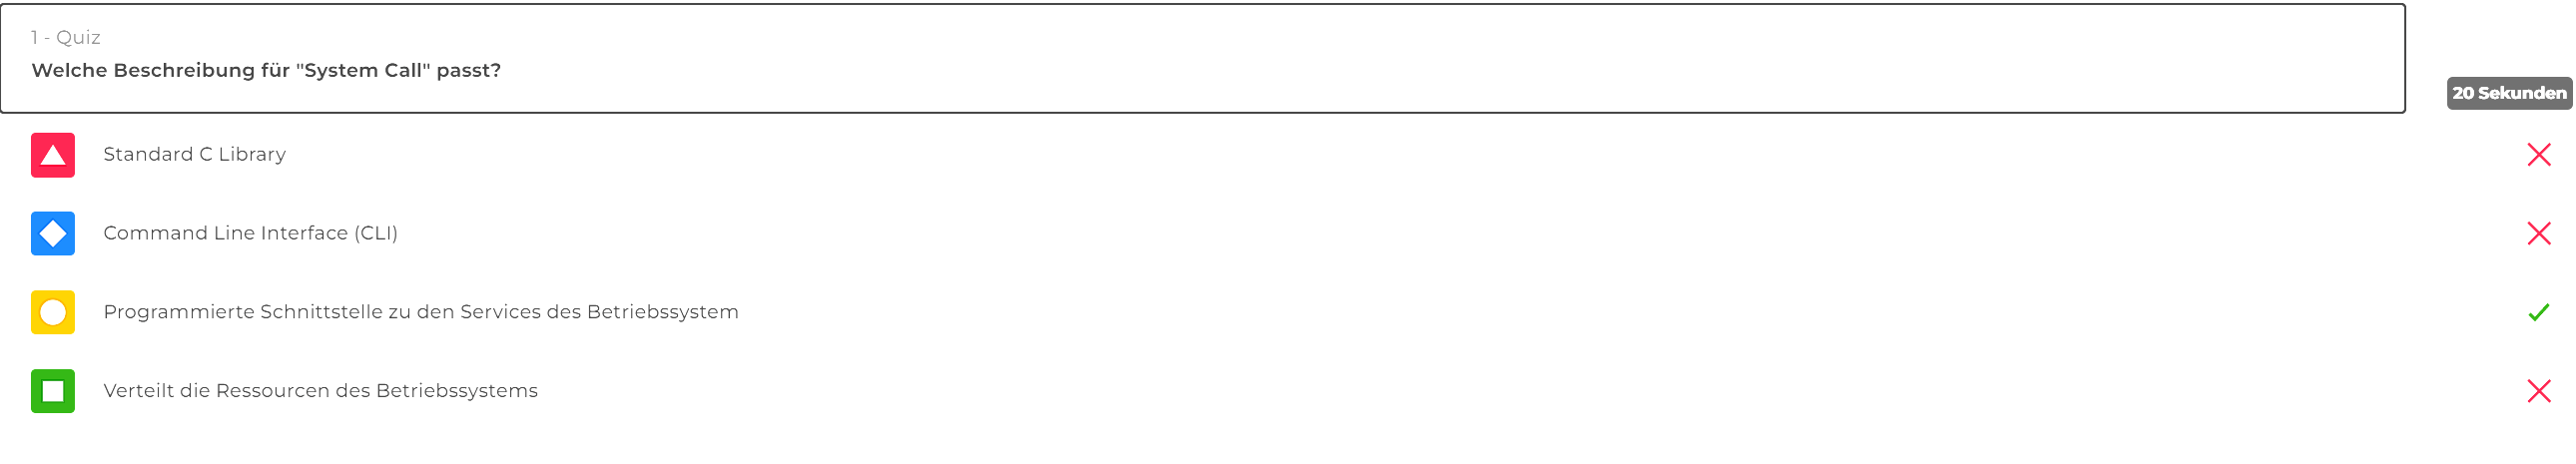 1 - Quiz
Welche Beschreibung für "System Call" passt?
20 Sekunden
Standard C Library
Command Line Interface (CLI)
Programmierte Schnittstelle zu den Services des Betriebssystem
Verteilt die Ressourcen des Betriebssystems